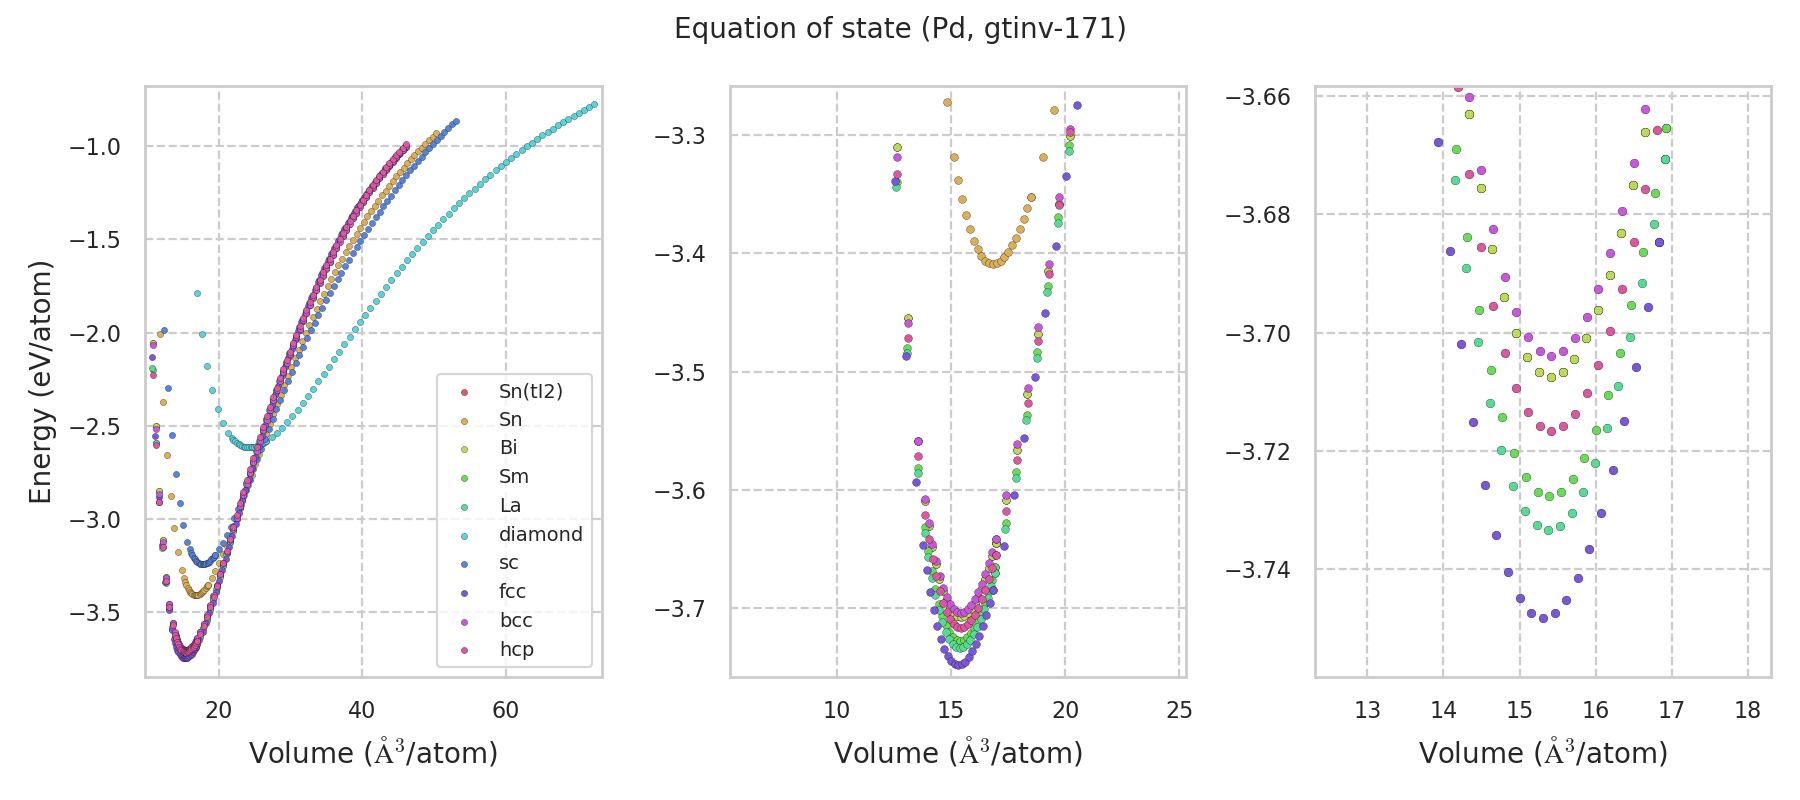 Equation of state (Pd, gtinv-171)
Energy (eV/atom)
−1.0
−1.5
−2.0
−2.5
−3.0
−3.5
20
40
60
Volume (Å³/atom)
Sn(tI2)
Sn
Bi
Sm
La
diamond
sc
fcc
bcc
hcp
−3.3
−3.4
−3.5
−3.6
−3.7
10
15
20
25
Volume (Å³/atom)
−3.66
−3.68
−3.70
−3.72
−3.74
13
14
15
16
17
18
Volume (Å³/atom)